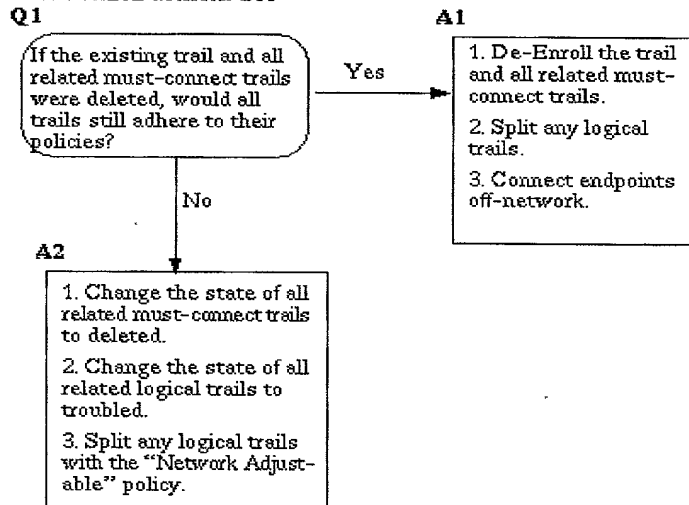 Q1
If the existing trail and all
related must-connect trails
were deleted, would all
trails still adhere to their
policies?
Yes
A1
1. De-Enroll the trail
and all related must-
connect trails.
2. Split any logical
trails.
3. Connect endpoints
off-network.
No
A2
1. Change the state of all
related must-connect trails
to deleted.
2. Change the state of all
related logical trails to
troubled.
3. Split any logical trails
with the “Network Adjust-
able” policy.